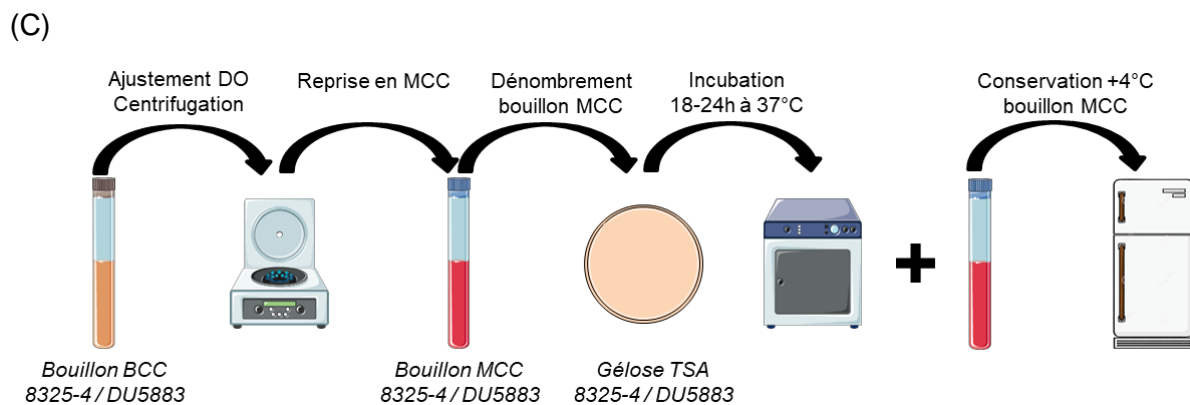 (C)
Ajustement DO
Centrifugation
Reprise en MCC
Dénombrement
bouillon MCC
Incubation
18-24h à 37°C
Conservation +4°C
bouillon MCC
+
Bouillon BCC
8325-4 / DU5883
Bouillon MCC
8325-4 / DU5883
Gélose TSA
8325-4 / DU5883